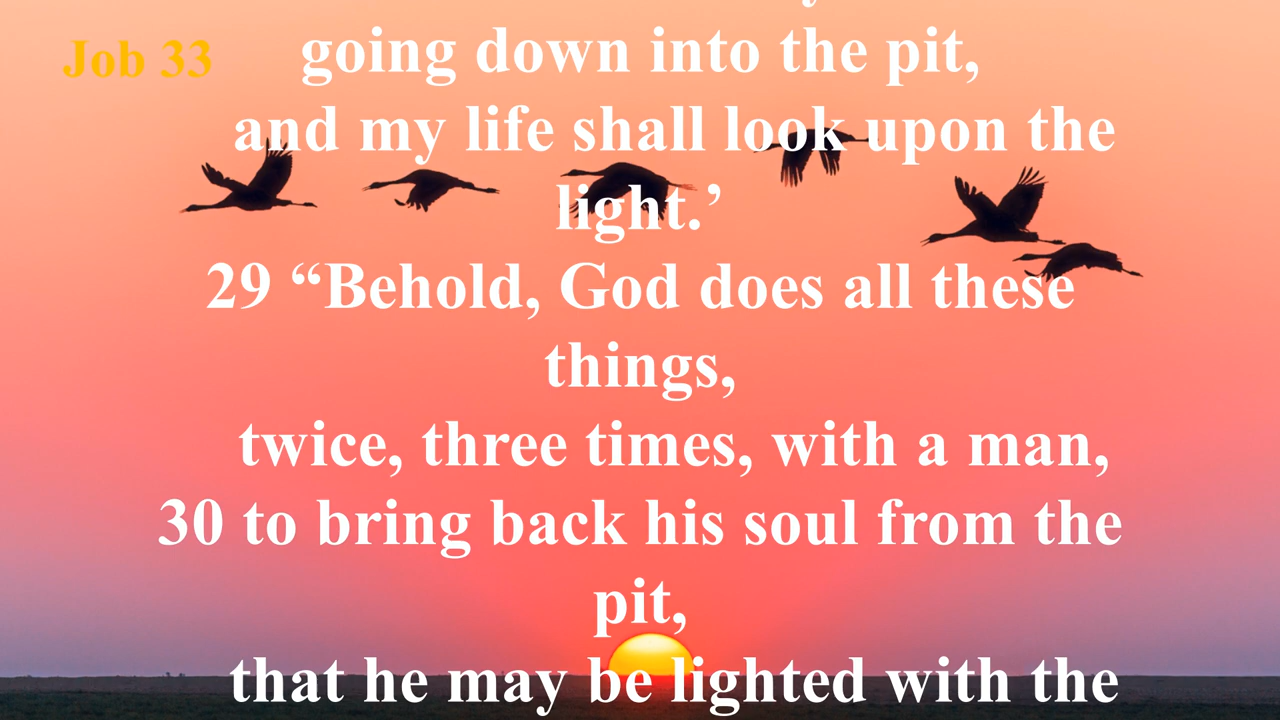 Job 33
going down into the pit,
and my life shall look upon the
light.’
29 “Behold, God does all these
things,
twice, three times, with a man,
30 to bring back his soul from the
pit,
that he may be lighted with the